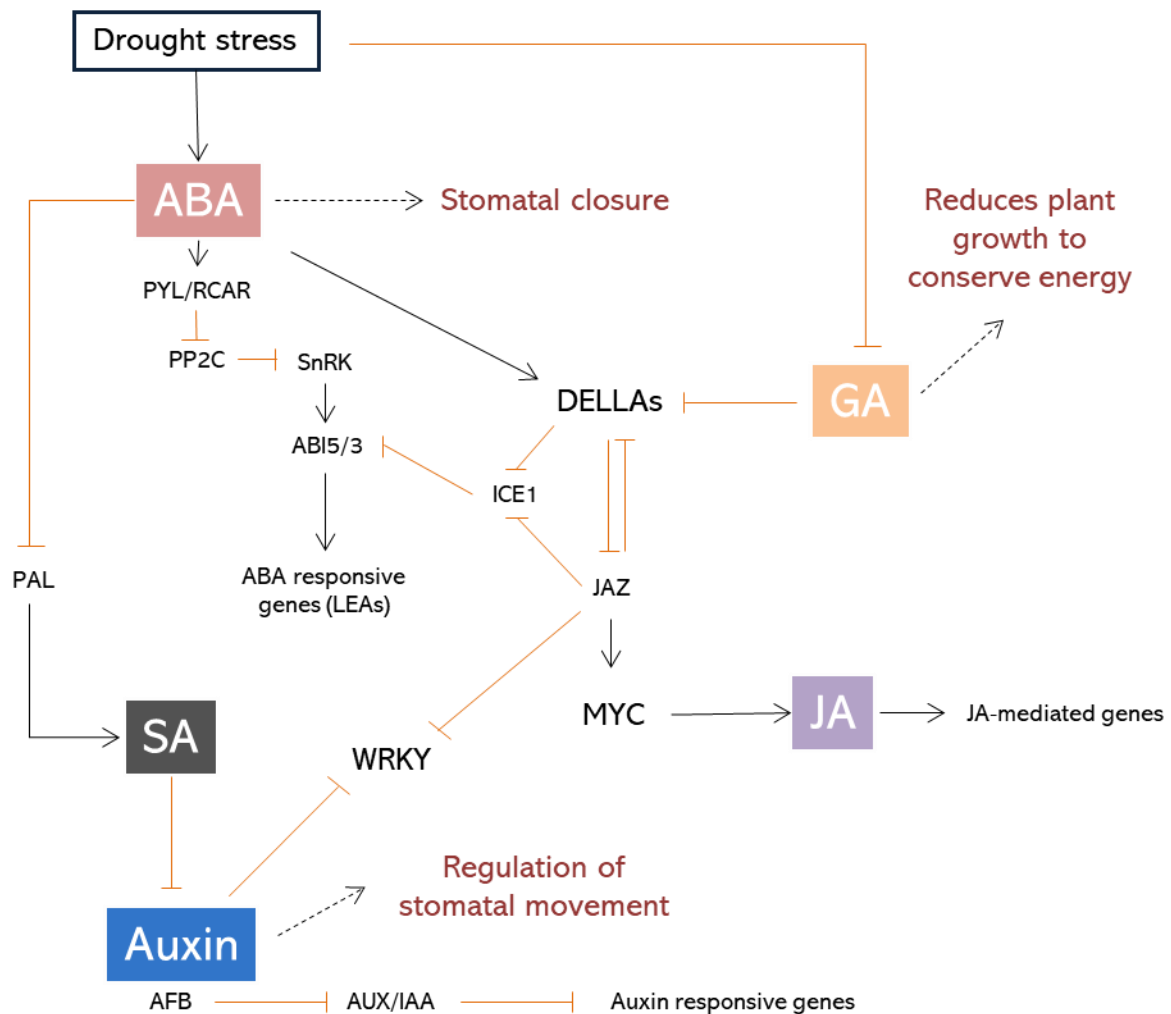 Drought stress
ABA
Stomatal closure
Reduces plant
growth to
conserve energy
PYL/RCAR
PP2C
SnRK
DELLAs
GA
ABI5/3
ICE1
PAL
ABA responsive
genes (LEAs)
JAZ
SA
MYC
JA
JA-mediated genes
WRKY
Regulation of
stomatal movement
Auxin
AFB
AUX/IAA
Auxin responsive genes